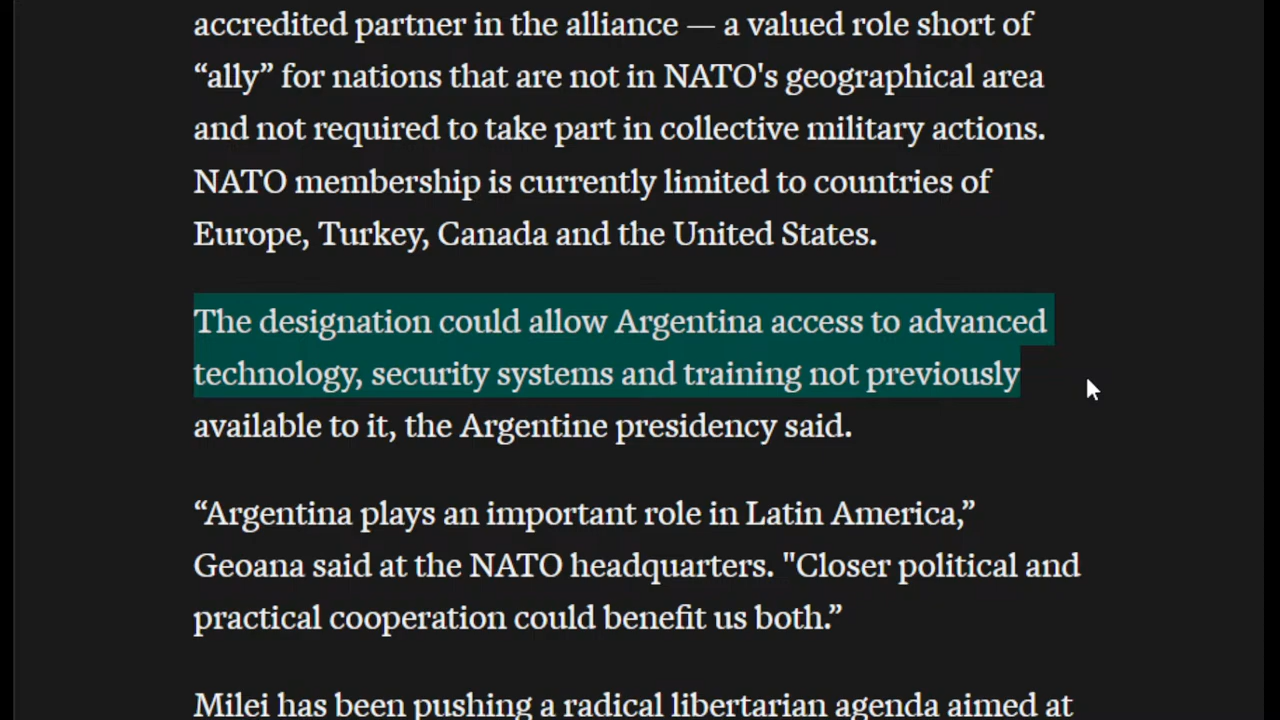 accredited partner in the alliance — a valued role short of
“ally” for nations that are not in NATO's geographical area
and not required to take part in collective military actions.
NATO membership is currently limited to countries of
Europe, Turkey, Canada and the United States.
The designation could allow Argentina access to advanced
technology, security systems and training not previously
available to it, the Argentine presidency said.
“Argentina plays an important role in Latin America,”
Geoana said at the NATO headquarters. "Closer political and
practical cooperation could benefit us both.”
Milei has been pushing a radical libertarian agenda aimed at